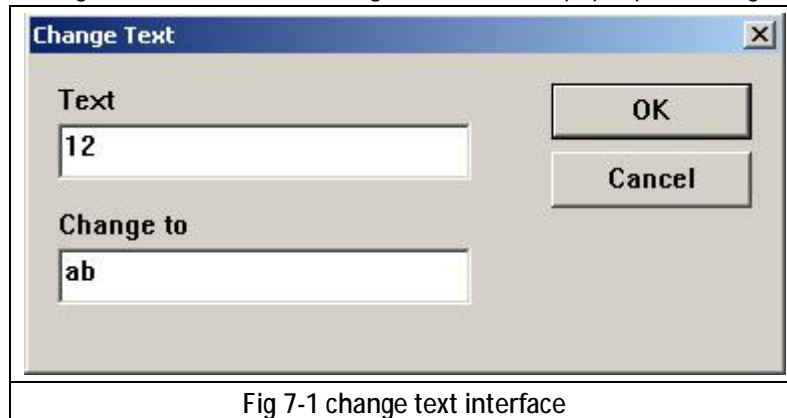 Change Text
Text
12
OK
Cancel
Change to
ab
Fig 7-1 change text interface